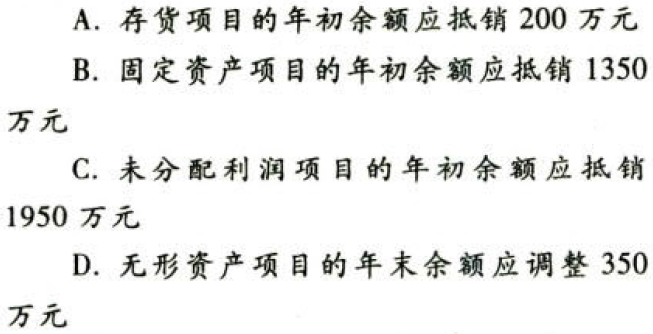 A. 存货项目的年初余额应抵销 200 万元
B. 固定资产项目的年初余额应抵销 1350
万元
C. 未分配利润项目的年初余额应抵销
1950 万元
D. 无形资产项目的年末余额应调整 350
万元